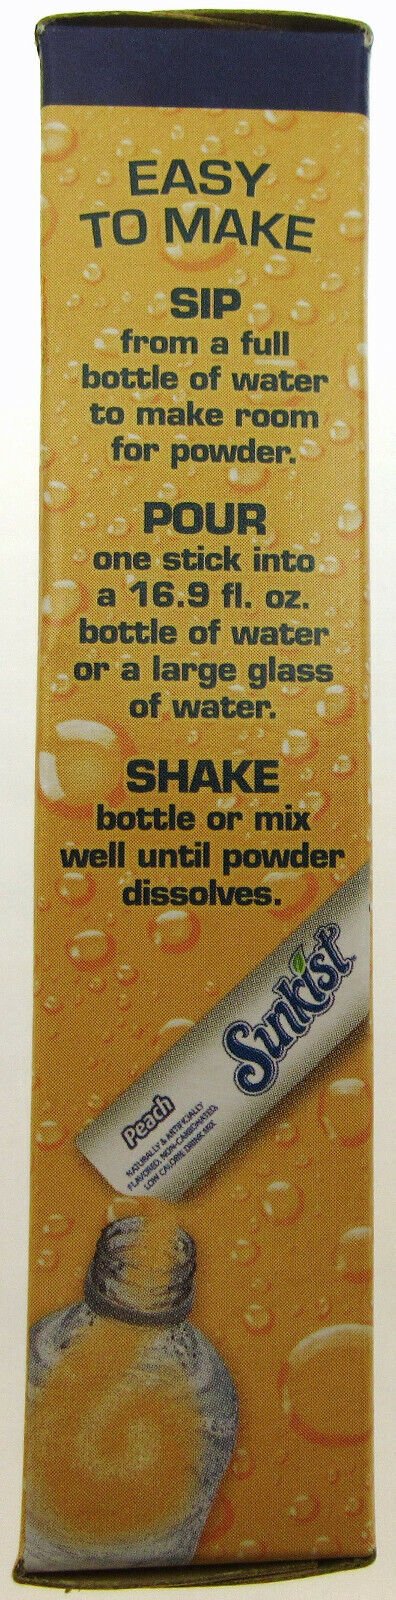 EASY
TO MAKE
SIP
from a full
bottle of water
to make room
for powder.
POUR
one stick into
a 16.9 fl. oz.
bottle of water
or a large glass
of water.
SHAKE
bottle or mix
well until powder
dissolves.
Sunkist™
Peach
NATURALLY & ARTIFICIALLY
FLAVORED, NON-CARBONATED,
LOW CALORIE DRINK MIX